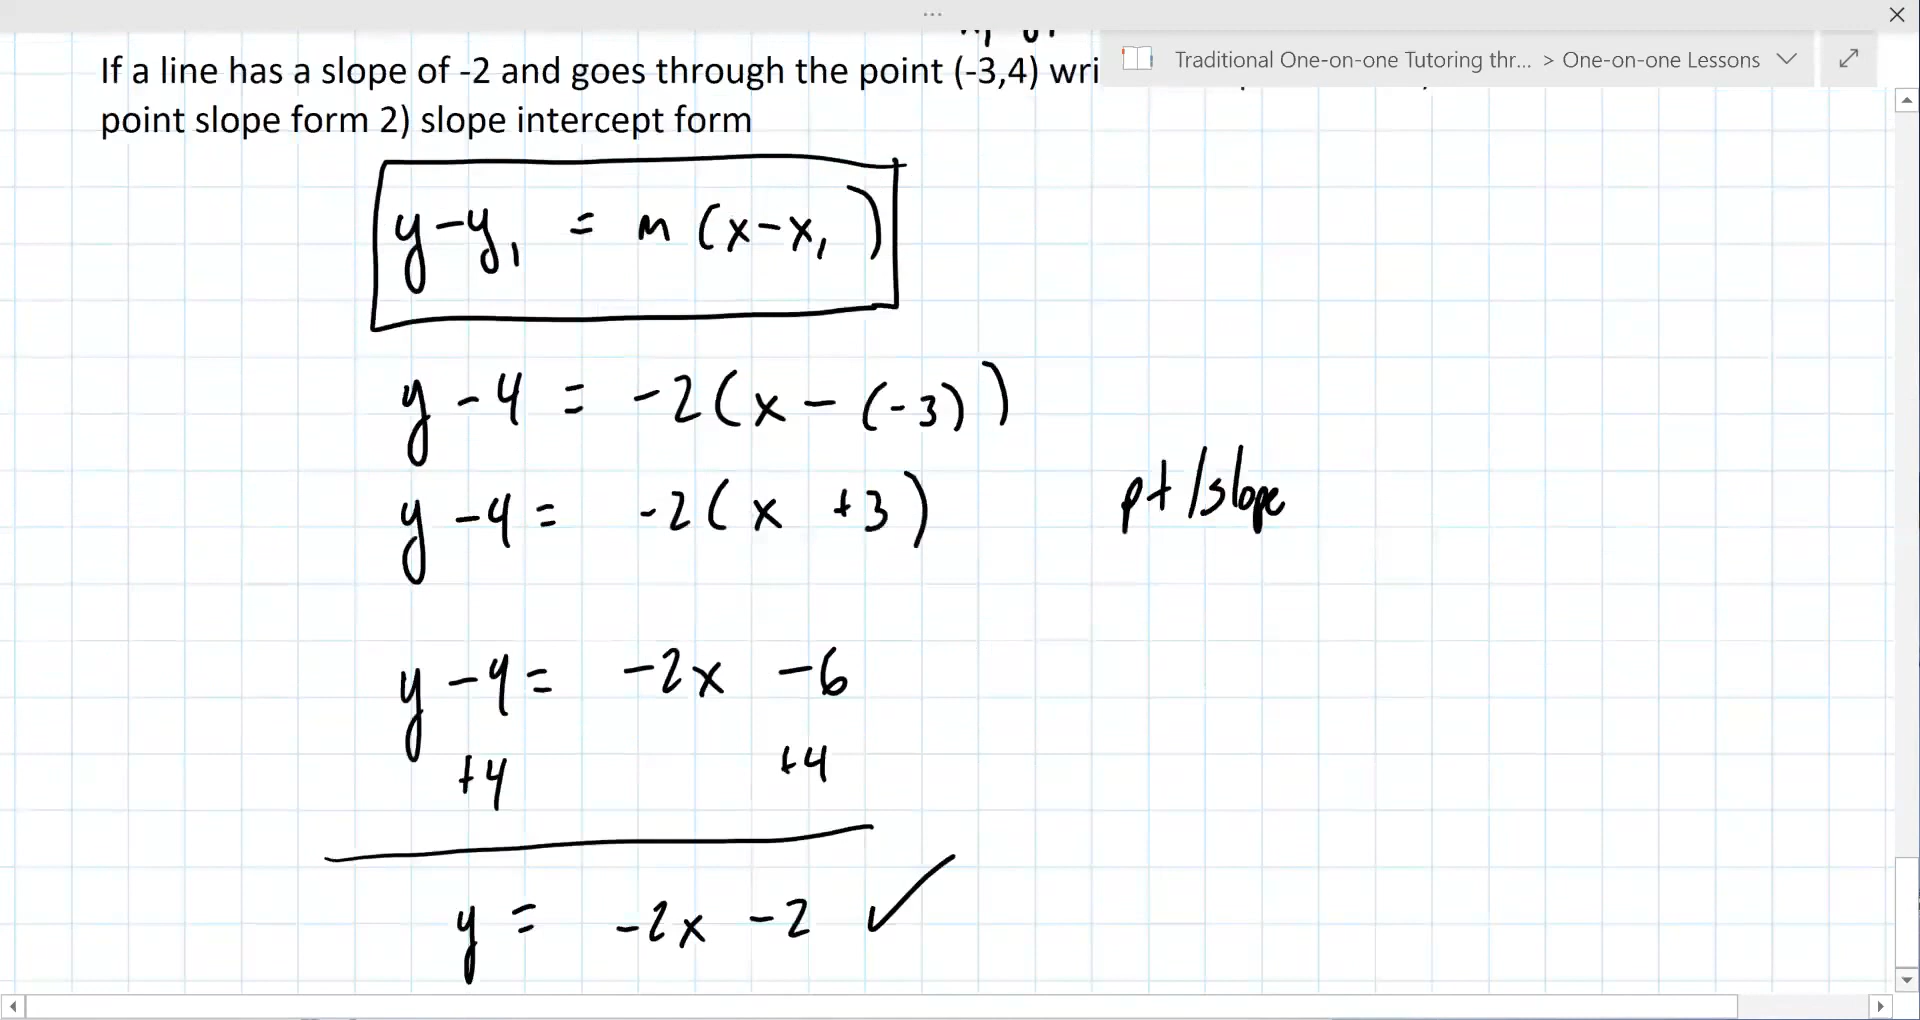 ...
Traditional One-on-one Tutoring thr... > One-on-one Lessons
If a line has a slope of -2 and goes through the point (-3,4) wri
point slope form 2) slope intercept form
y-y₁ = m (x-x₁)
y-4 = -2(x-(-3))
y-4= -2(x +3)
pt/slope
y-4= -2x -6
+4 +4
y = -2x -2 ✓